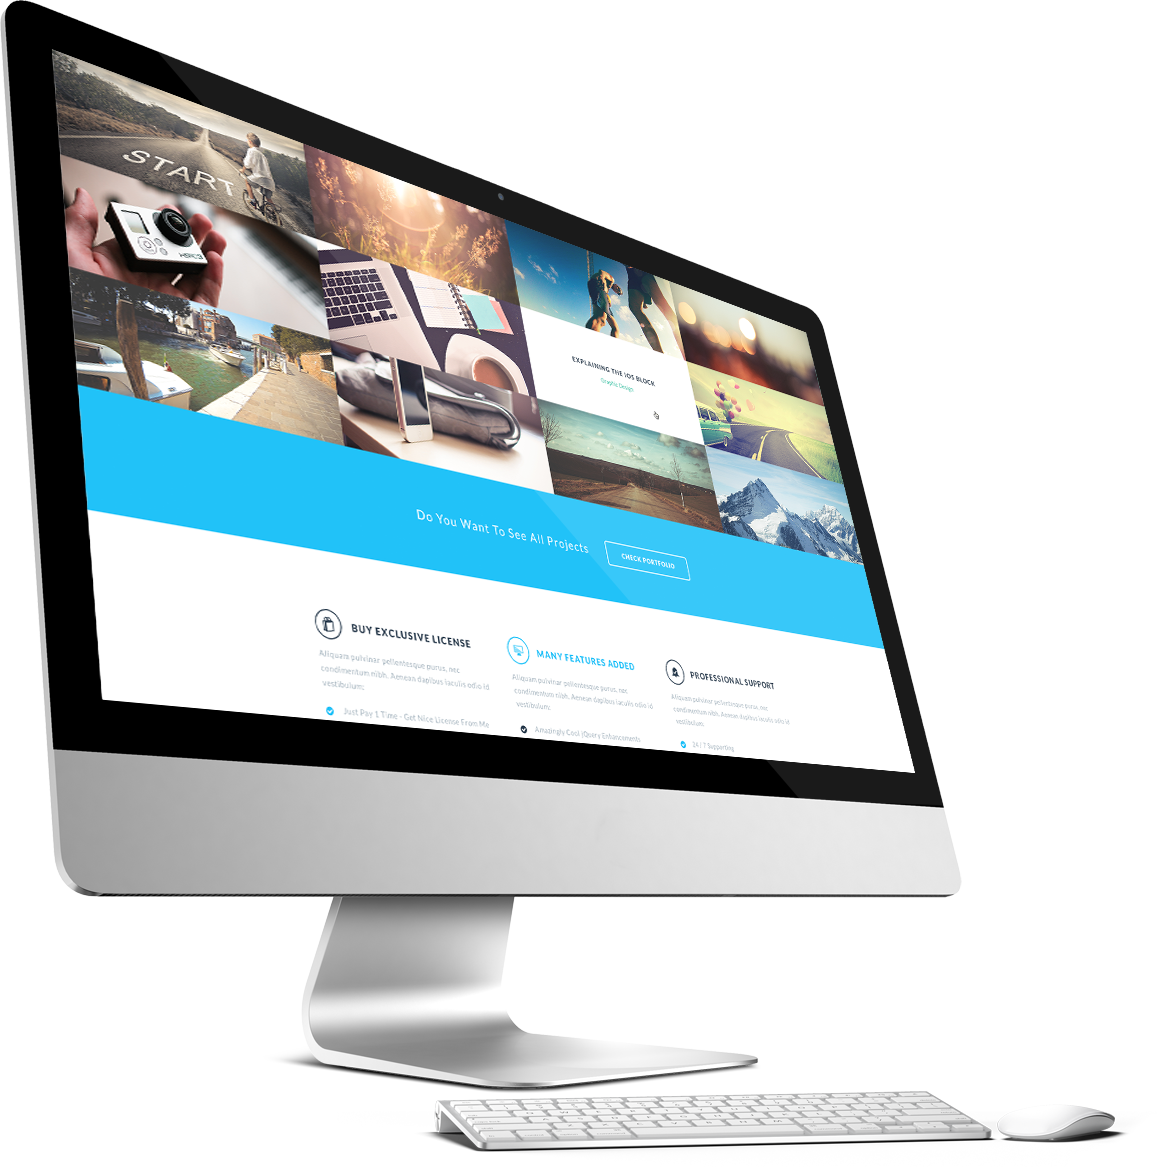 START
EXPLAINING THE iOS BLOCK
Graphic Design
Do You Want To See All Projects
CHECK PORTFOLIO
BUY EXCLUSIVE LICENSE
Aliquam pulvinar pellentesque purus, nec
condimentum nibh. Aenean dapibus iaculis odio id
vestibulum:
Just Pay 1 Time - Get Nice License From Me
MANY FEATURES ADDED
Aliquam pulvinar pellentesque purus, nec
condimentum nibh. Aenean dapibus iaculis odio id
vestibulum:
Amazingly Cool jQuery Enhancements
PROFESSIONAL SUPPORT
Aliquam pulvinar pellentesque purus, nec
condimentum nibh. Aenean dapibus iaculis odio id
vestibulum:
24 / 7 Supporting